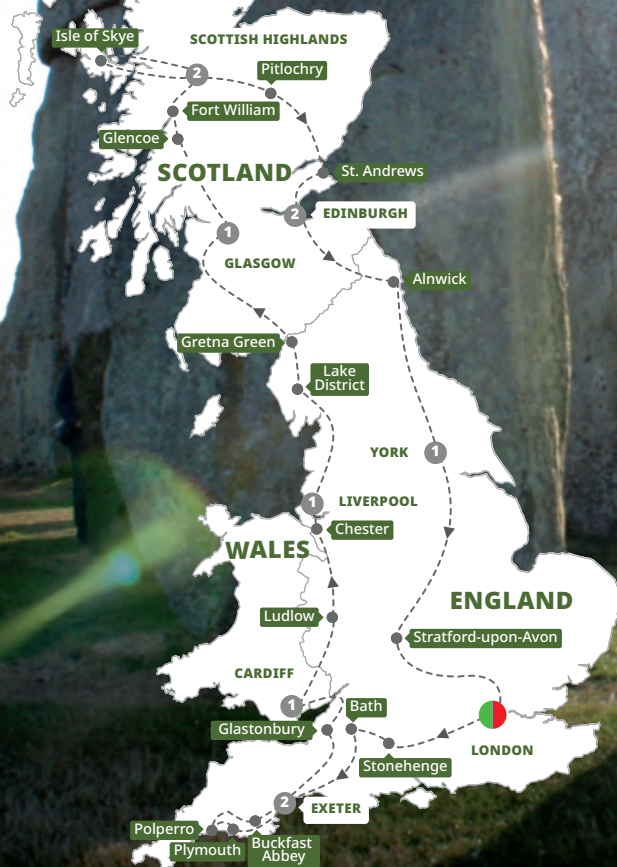 Isle of Skye
SCOTTISH HIGHLANDS
Pitlochry
2
Fort William
Glencoe
SCOTLAND
St. Andrews
2
EDINBURGH
1
GLASGOW
Alnwick
Gretna Green
Lake
District
YORK
1
1
LIVERPOOL
Chester
WALES
ENGLAND
Ludlow
Stratford-upon-Avon
CARDIFF
1
Bath
Glastonbury
LONDON
Stonehenge
2
EXETER
Polperro
Plymouth
Buckfast
Abbey